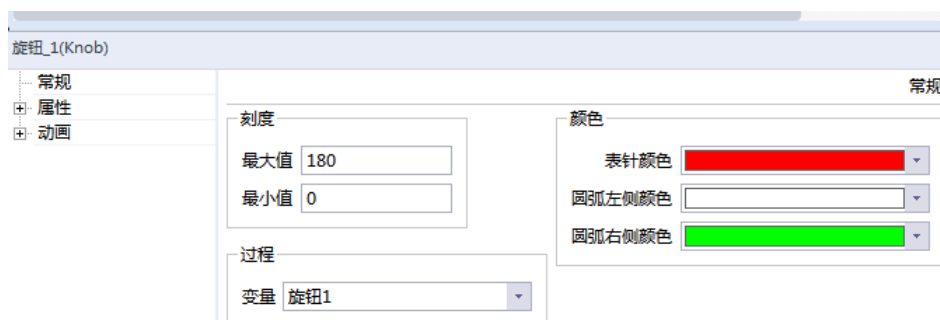 旋钮_1(Knob)
常规
属性
动画
常规
刻度
最大值 180
最小值 0
过程
变量 旋钮1
颜色
表针颜色
圆弧左侧颜色
圆弧右侧颜色